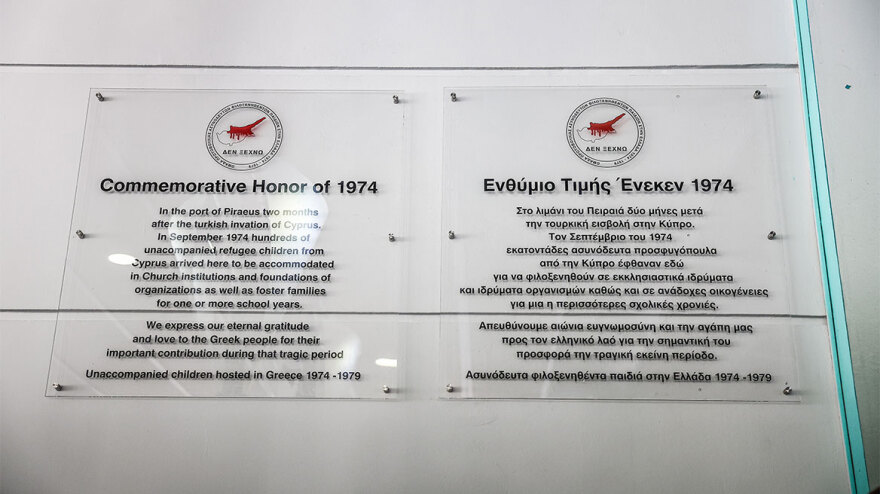 ΔΕΝ ΞΕΧΝΩ
Commemorative Honor of 1974
In the port of Piraeus two months
after the turkish invation of Cyprus.
In September 1974 hundreds of
unacompanied refugee children from
Cyprus arrived here to be accommodated
in Church institutions and foundations of
organizations as well as foster families
for one or more school years.
We express our eternal gratitude
and love to the Greek people for their
important contribution during that tragic period
Unaccompanied children hosted in Greece 1974 -1979
ΔΕΝ ΞΕΧΝΩ
Ενθύμιο Τιμής Ένεκεν 1974
Στο λιμάνι του Πειραιά δύο μήνες μετά
την τουρκική εισβολή στην Κύπρο.
Τον Σεπτέμβριο του 1974
εκατοντάδες ασυνόδευτα προσφυγόπουλα
από την Κύπρο έφθαναν εδώ
για να φιλοξενηθούν σε εκκλησιαστικά ιδρύματα
και ιδρύματα οργανισμών καθώς και σε ανάδοχες οικογένειες
για μια η περισσότερες σχολικές χρονιές.
Απευθύνουμε αιώνια ευγνωμοσύνη και την αγάπη μας
προς τον ελληνικό λαό για την σημαντική του
προσφορά την τραγική εκείνη περίοδο.
Ασυνόδευτα φιλοξενηθέντα παιδιά στην Ελλάδα 1974 -1979